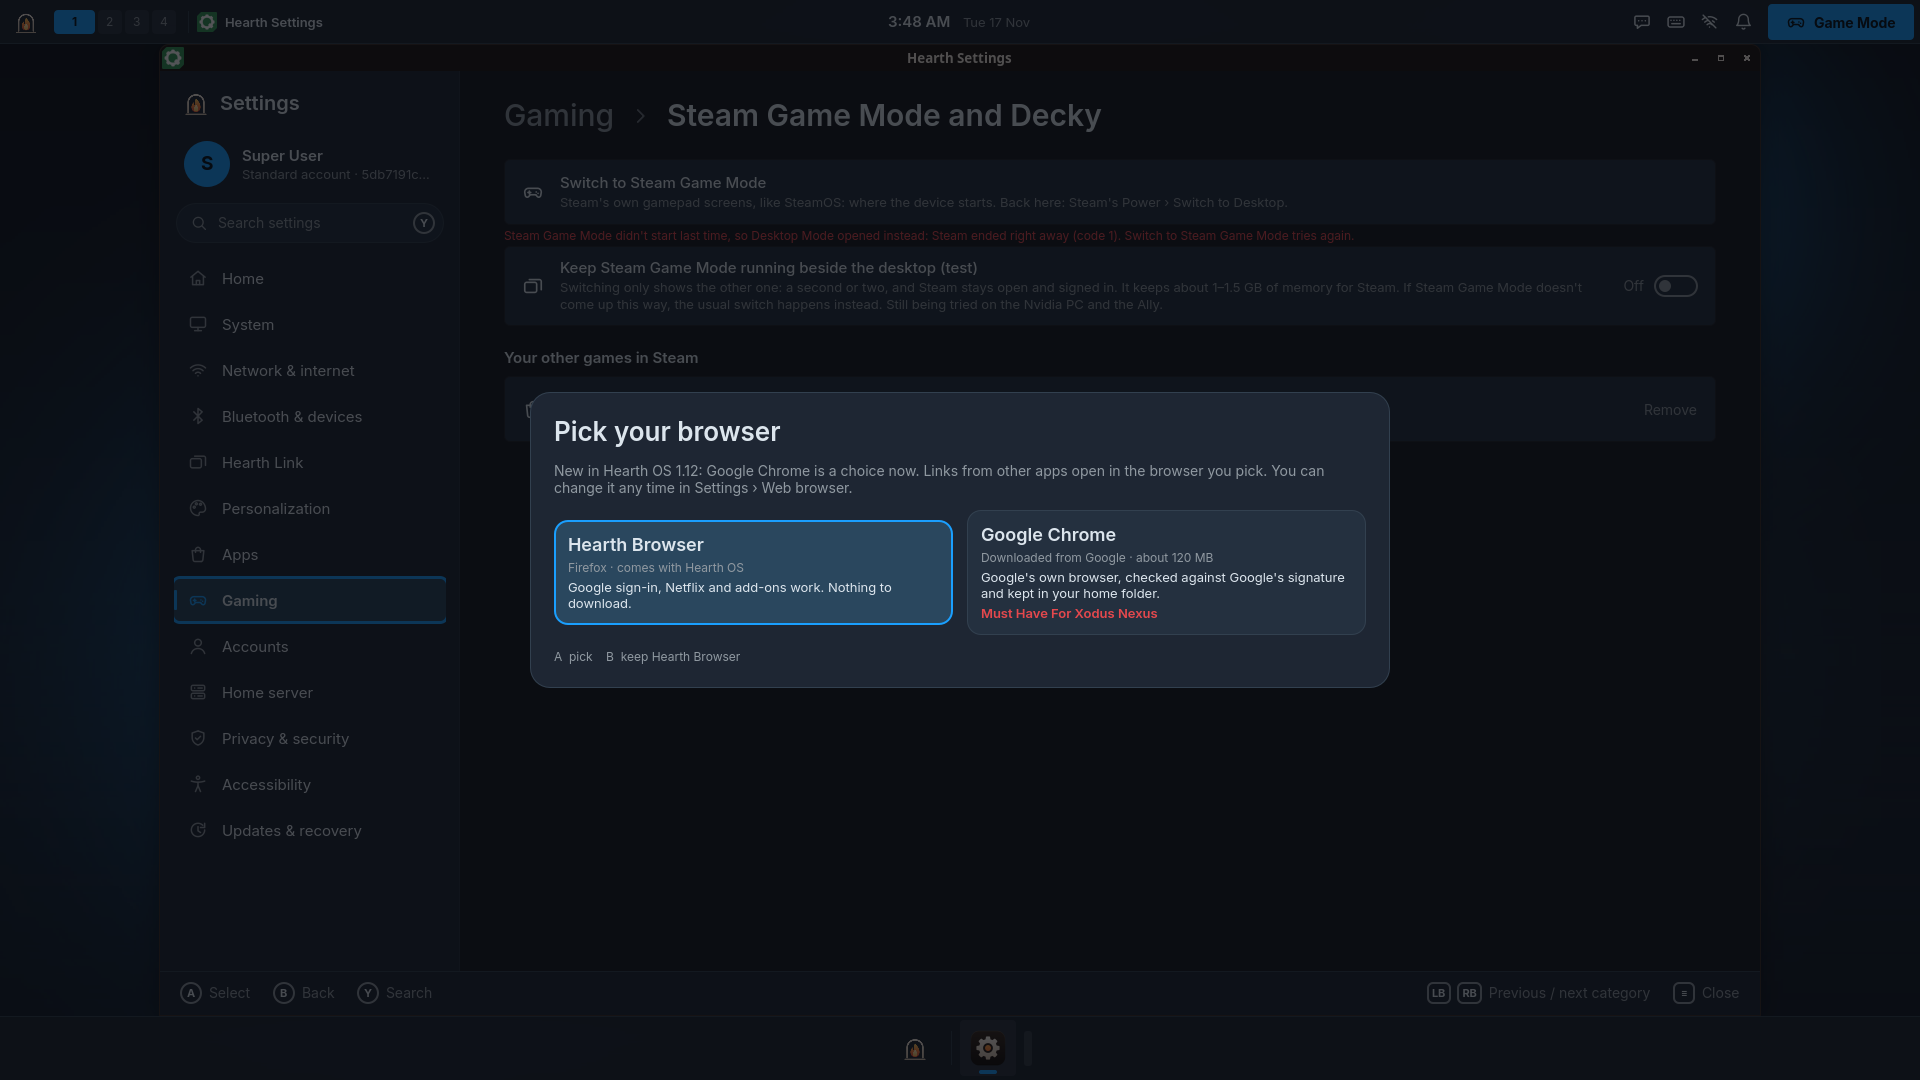 1 2 3 4 Hearth Settings
3:48 AM Tue 17 Nov
Game Mode
Hearth Settings
Settings
S
Super User
Standard account · 5db7191c...
Search settings Y
Home
System
Network & internet
Bluetooth & devices
Hearth Link
Personalization
Apps
Gaming
Accounts
Home server
Privacy & security
Accessibility
Updates & recovery
Gaming › Steam Game Mode and Decky
Switch to Steam Game Mode
Steam's own gamepad screens, like SteamOS: where the device starts. Back here: Steam's Power › Switch to Desktop.
Steam Game Mode didn't start last time, so Desktop Mode opened instead: Steam ended right away (code 1). Switch to Steam Game Mode tries again.
Keep Steam Game Mode running beside the desktop (test)
Switching only shows the other one: a second or two, and Steam stays open and signed in. It keeps about 1–1.5 GB of memory for Steam. If Steam Game Mode doesn't
come up this way, the usual switch happens instead. Still being tried on the Nvidia PC and the Ally.
Off
Your other games in Steam
Remove
Pick your browser
New in Hearth OS 1.12: Google Chrome is a choice now. Links from other apps open in the browser you pick. You can
change it any time in Settings › Web browser.
Hearth Browser
Firefox · comes with Hearth OS
Google sign-in, Netflix and add-ons work. Nothing to
download.
Google Chrome
Downloaded from Google · about 120 MB
Google's own browser, checked against Google's signature
and kept in your home folder.
Must Have For Xodus Nexus
A pick B keep Hearth Browser
A Select B Back Y Search
LB RB Previous / next category ≡ Close